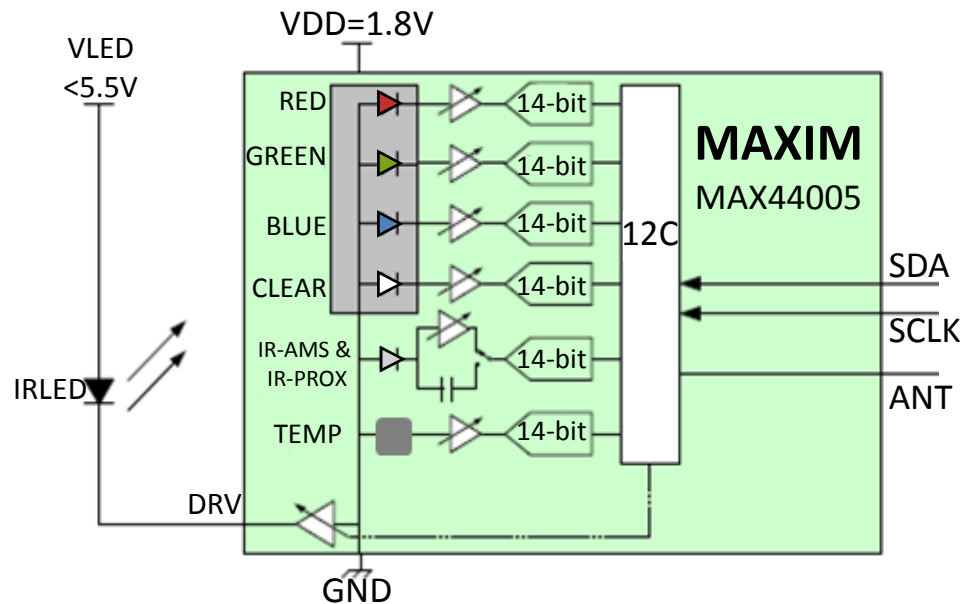 VDD=1.8V
VLED
<5.5V
RED
14-bit
GREEN
14-bit
BLUE
14-bit
CLEAR
14-bit
IR-AMS &
IR-PROX
14-bit
TEMP
14-bit
12C
MAXIM
MAX44005
SDA
SCLK
ANT
IRLED
DRV
GND